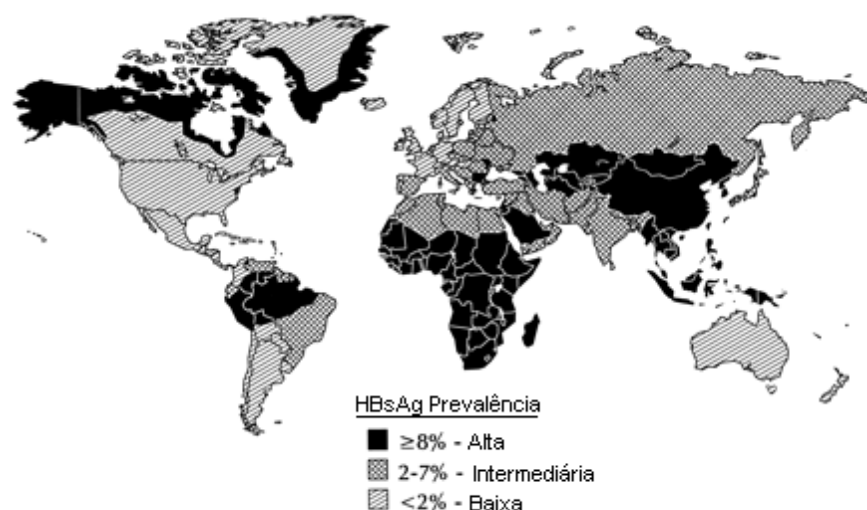 HBsAg Prevalência
≥8% - Alta
2-7% - Intermediária
<2% - Baixa